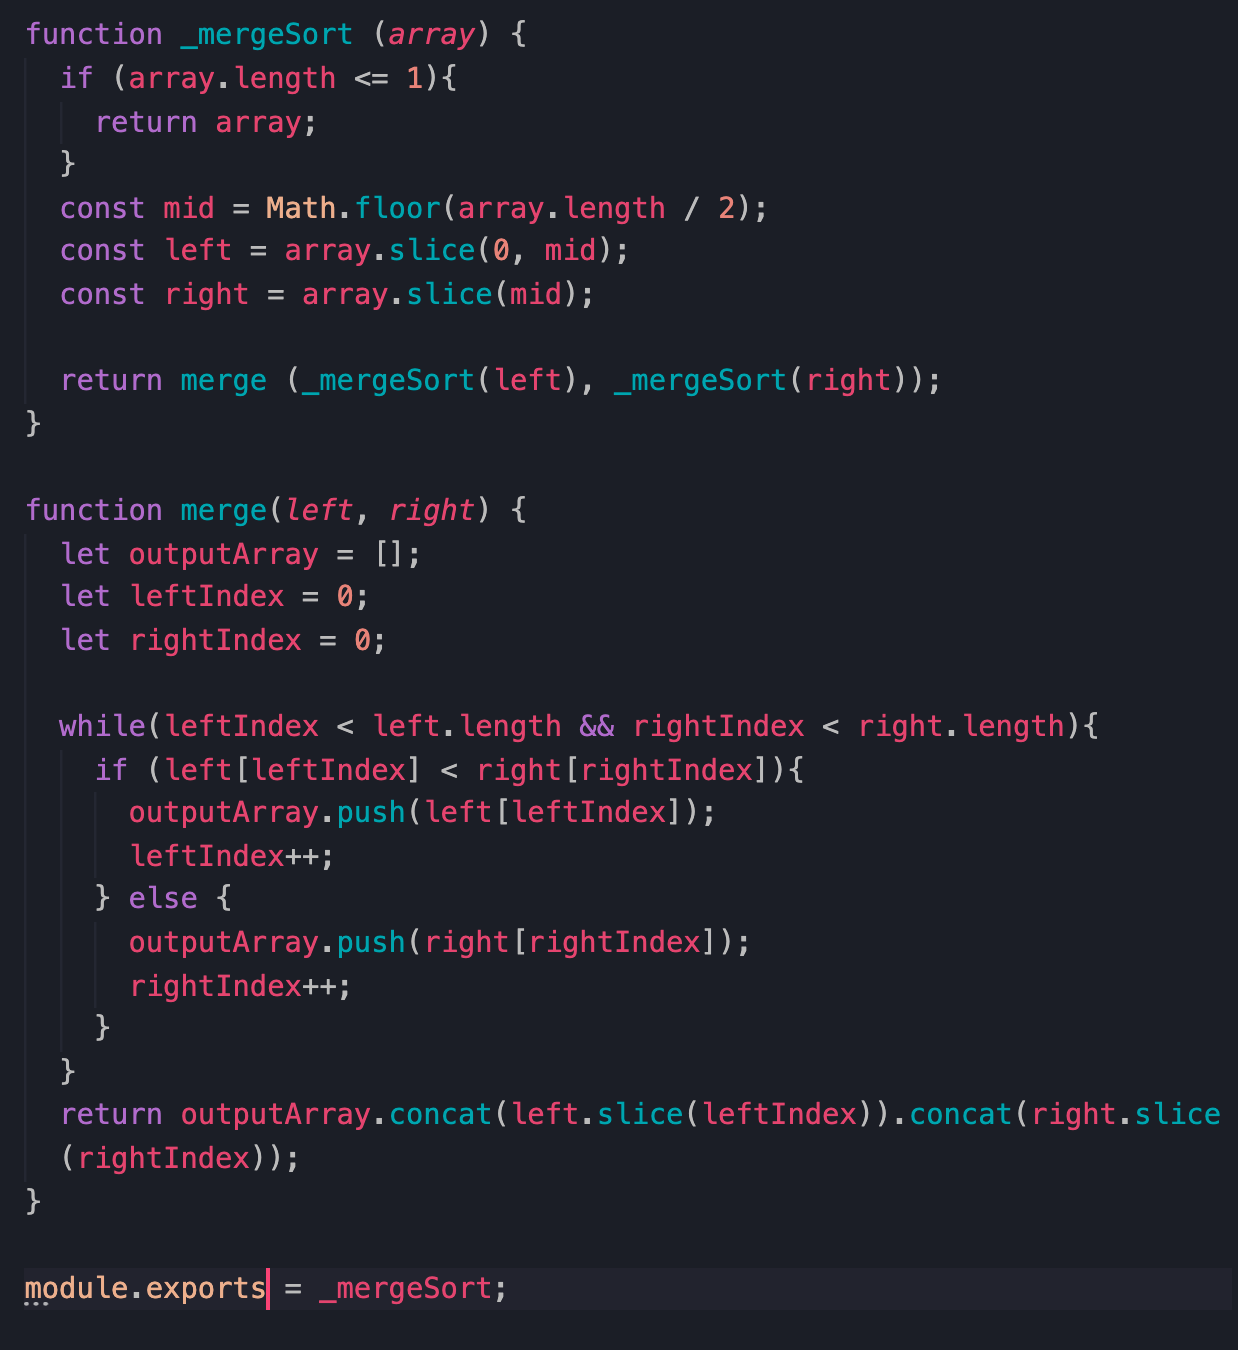 function _mergeSort (array) {
  if (array.length <= 1){
    return array;
  }
  const mid = Math.floor(array.length / 2);
  const left = array.slice(0, mid);
  const right = array.slice(mid);

  return merge (_mergeSort(left), _mergeSort(right));
}

function merge(left, right) {
  let outputArray = [];
  let leftIndex = 0;
  let rightIndex = 0;

  while(leftIndex < left.length && rightIndex < right.length){
    if (left[leftIndex] < right[rightIndex]){
      outputArray.push(left[leftIndex]);
      leftIndex++;
    } else {
      outputArray.push(right[rightIndex]);
      rightIndex++;
    }
  }
  return outputArray.concat(left.slice(leftIndex)).concat(right.slice
  (rightIndex));
}

module.exports = _mergeSort;